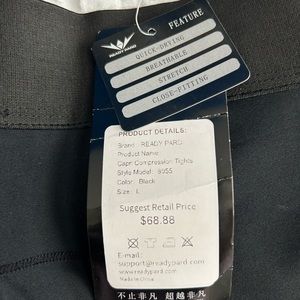 READY PARD
FEATURE
QUICK-DRYING
BREATHABLE
STRETCH
CLOSE-FITTING
PRODUCT DETAILS:
Brand: READY PARD
Product Name:
Capri Compression Tights
Style Model: 8055
Color: Black
Size: L
Suggest Retail Price
$68.88
E-mail:
support@readypard.com
www.readypard.com
Made in China
不止非凡 超越非凡